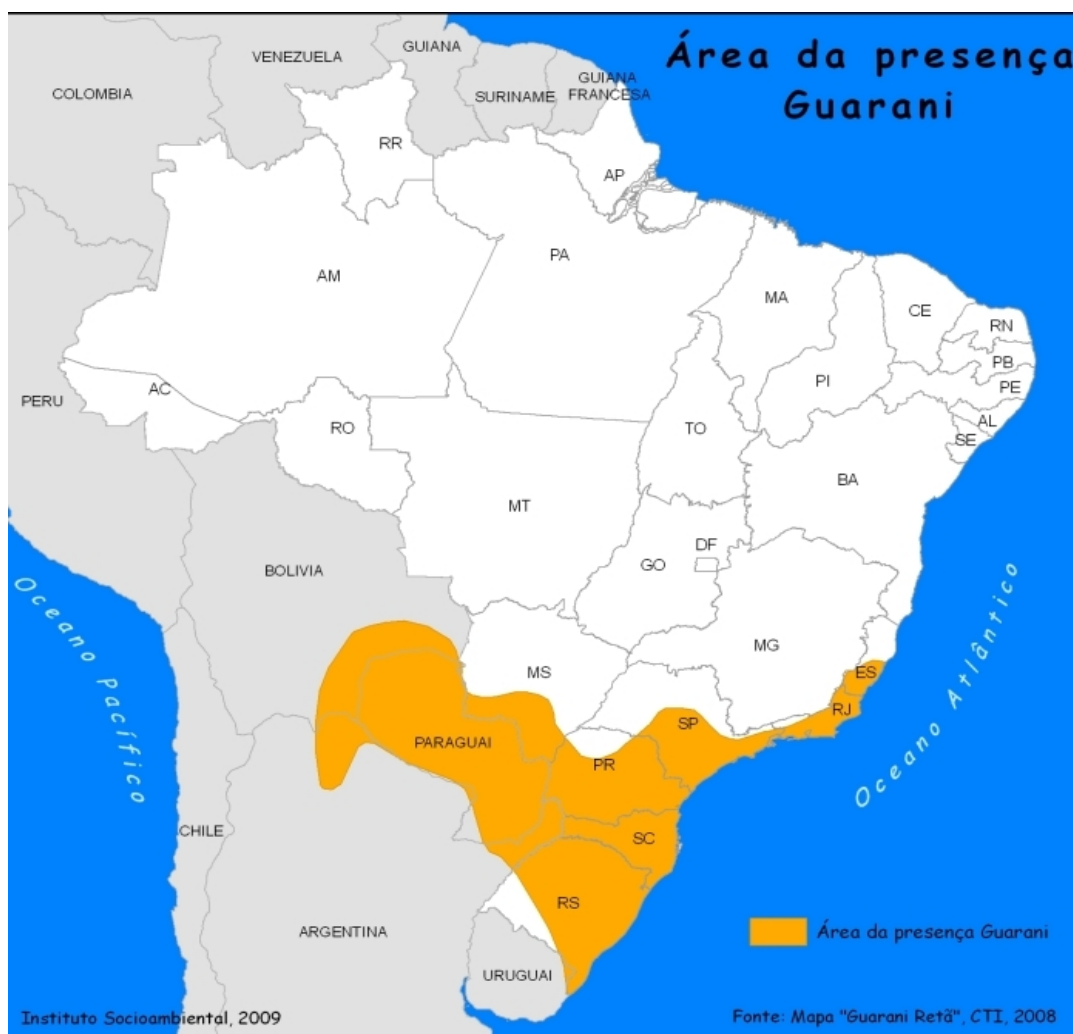 Área da presença
Guarani
VENEZUELA
GUIANA
COLOMBIA
SURINAME
GUIANA
FRANCESA
RR
AP
AM
PA
MA
CE
RN
PB
PE
AL
SE
PI
AC
PERU
RO
TO
BA
MT
DF
GO
BOLIVIA
MG
MS
ES
RJ
SP
PARAGUAI
PR
SC
RS
CHILE
ARGENTINA
URUGUAI
Oceano Pacífico
Oceano Atlântico
Área da presença Guarani
Instituto Socioambiental, 2009
Fonte: Mapa "Guarani Retã", CTI, 2008